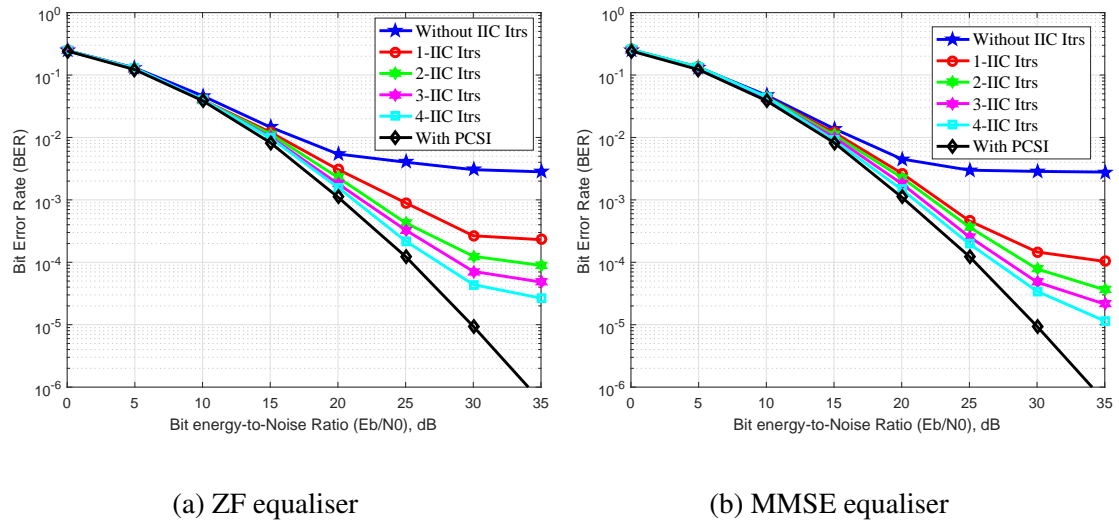 10^0
10^-1
10^-2
10^-3
10^-4
10^-5
10^-6
Bit Error Rate (BER)
Without IIC Itrs
1-IIC Itrs
2-IIC Itrs
3-IIC Itrs
4-IIC Itrs
With PCSI
0 5 10 15 20 25 30 35
Bit energy-to-Noise Ratio (Eb/N0), dB
(a) ZF equaliser
10^0
10^-1
10^-2
10^-3
10^-4
10^-5
10^-6
Bit Error Rate (BER)
Without IIC Itrs
1-IIC Itrs
2-IIC Itrs
3-IIC Itrs
4-IIC Itrs
With PCSI
0 5 10 15 20 25 30 35
Bit energy-to-Noise Ratio (Eb/N0), dB
(b) MMSE equaliser